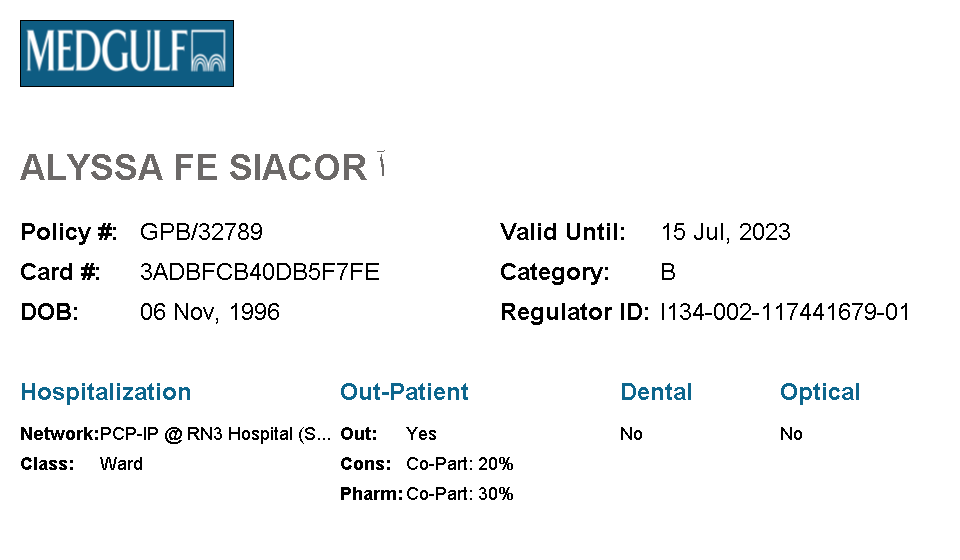 MEDGULF
ALYSSA FE SIACOR آ
Policy #: GPB/32789 Valid Until: 15 Jul, 2023
Card #: 3ADBFCB40DB5F7FE Category: B
DOB: 06 Nov, 1996 Regulator ID: I134-002-117441679-01
Hospitalization Out-Patient Dental Optical
Network:PCP-IP @ RN3 Hospital (S... Out: Yes No No
Class: Ward Cons: Co-Part: 20%
Pharm: Co-Part: 30%